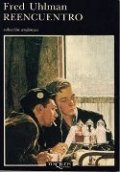 Fred Uhlman
REENCUENTRO
colección andanzas